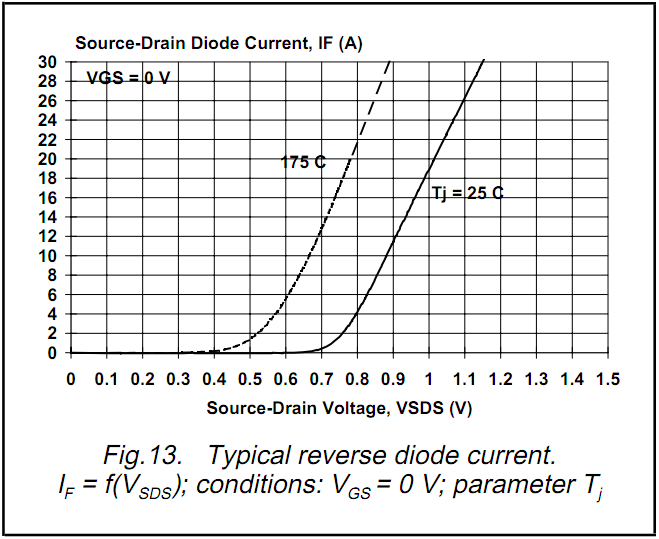 Source-Drain Diode Current, IF (A)
30
VGS = 0 V
28
26
24
22
20
175 C
18
16
Tj = 25 C
14
12
10
8
6
4
2
0
0 0.1 0.2 0.3 0.4 0.5 0.6 0.7 0.8 0.9 1 1.1 1.2 1.3 1.4 1.5
Source-Drain Voltage, VSDS (V)
Fig.13. Typical reverse diode current.
IF = f(VSDS); conditions: VGS = 0 V; parameter Tj